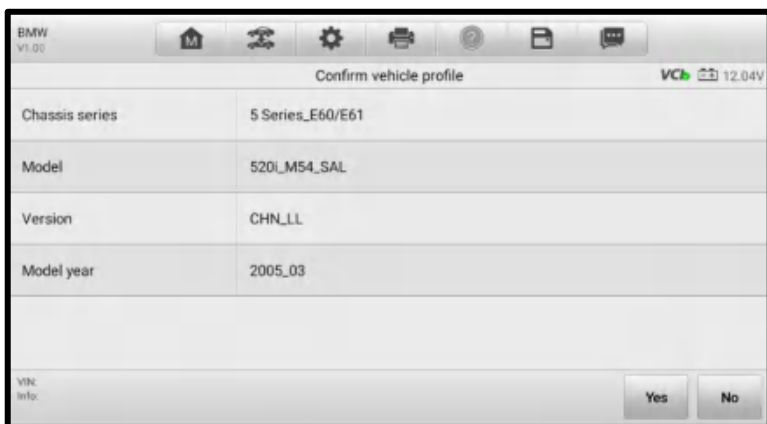 BMW
V1.00
M
?
Confirm vehicle profile
VCI 12.04V
Chassis series 5 Series_E60/E61
Model 520i_M54_SAL
Version CHN_LL
Model year 2005_03
VIN:
Info:
Yes No